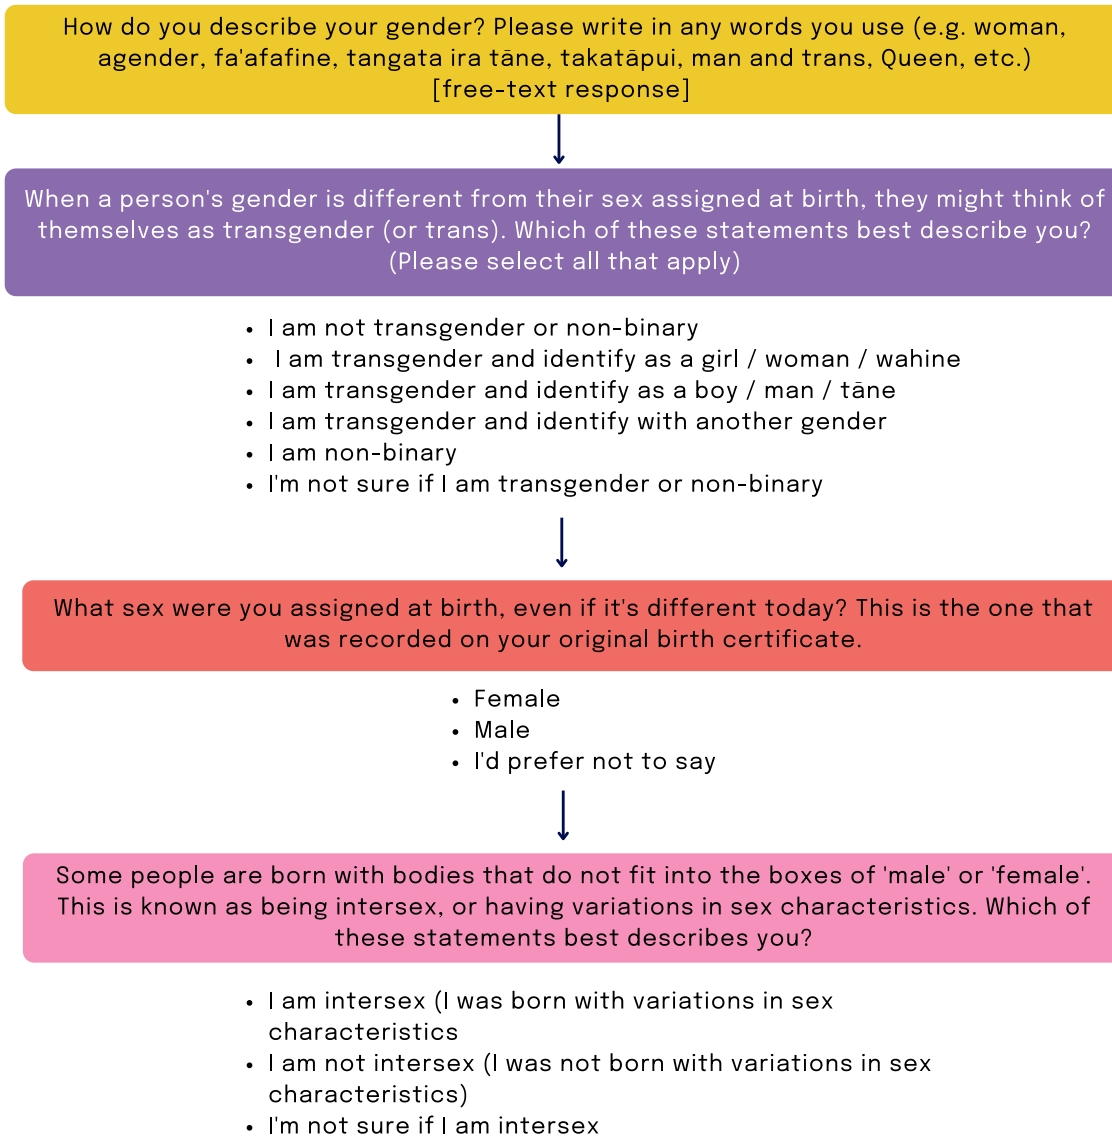 How do you describe your gender? Please write in any words you use (e.g. woman,
agender, fa'afafine, tangata ira tāne, takatāpui, man and trans, Queen, etc.)
[free-text response]
When a person's gender is different from their sex assigned at birth, they might think of
themselves as transgender (or trans). Which of these statements best describe you?
(Please select all that apply)
• I am not transgender or non-binary
• I am transgender and identify as a girl / woman / wahine
• I am transgender and identify as a boy / man / tāne
• I am transgender and identify with another gender
• I am non-binary
• I'm not sure if I am transgender or non-binary
What sex were you assigned at birth, even if it's different today? This is the one that
was recorded on your original birth certificate.
• Female
• Male
• I'd prefer not to say
Some people are born with bodies that do not fit into the boxes of 'male' or 'female'.
This is known as being intersex, or having variations in sex characteristics. Which of
these statements best describes you?
• I am intersex (I was born with variations in sex
characteristics
• I am not intersex (I was not born with variations in sex
characteristics)
• I'm not sure if I am intersex